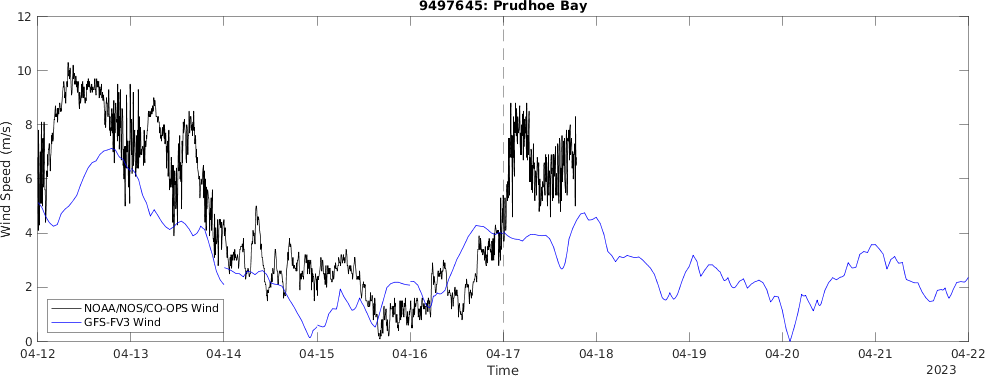 9497645: Prudhoe Bay
Wind Speed (m/s)
12
10
8
6
4
2
0
NOAA/NOS/CO-OPS Wind
GFS-FV3 Wind
04-12 04-13 04-14 04-15 04-16 04-17 04-18 04-19 04-20 04-21 04-22
Time
2023